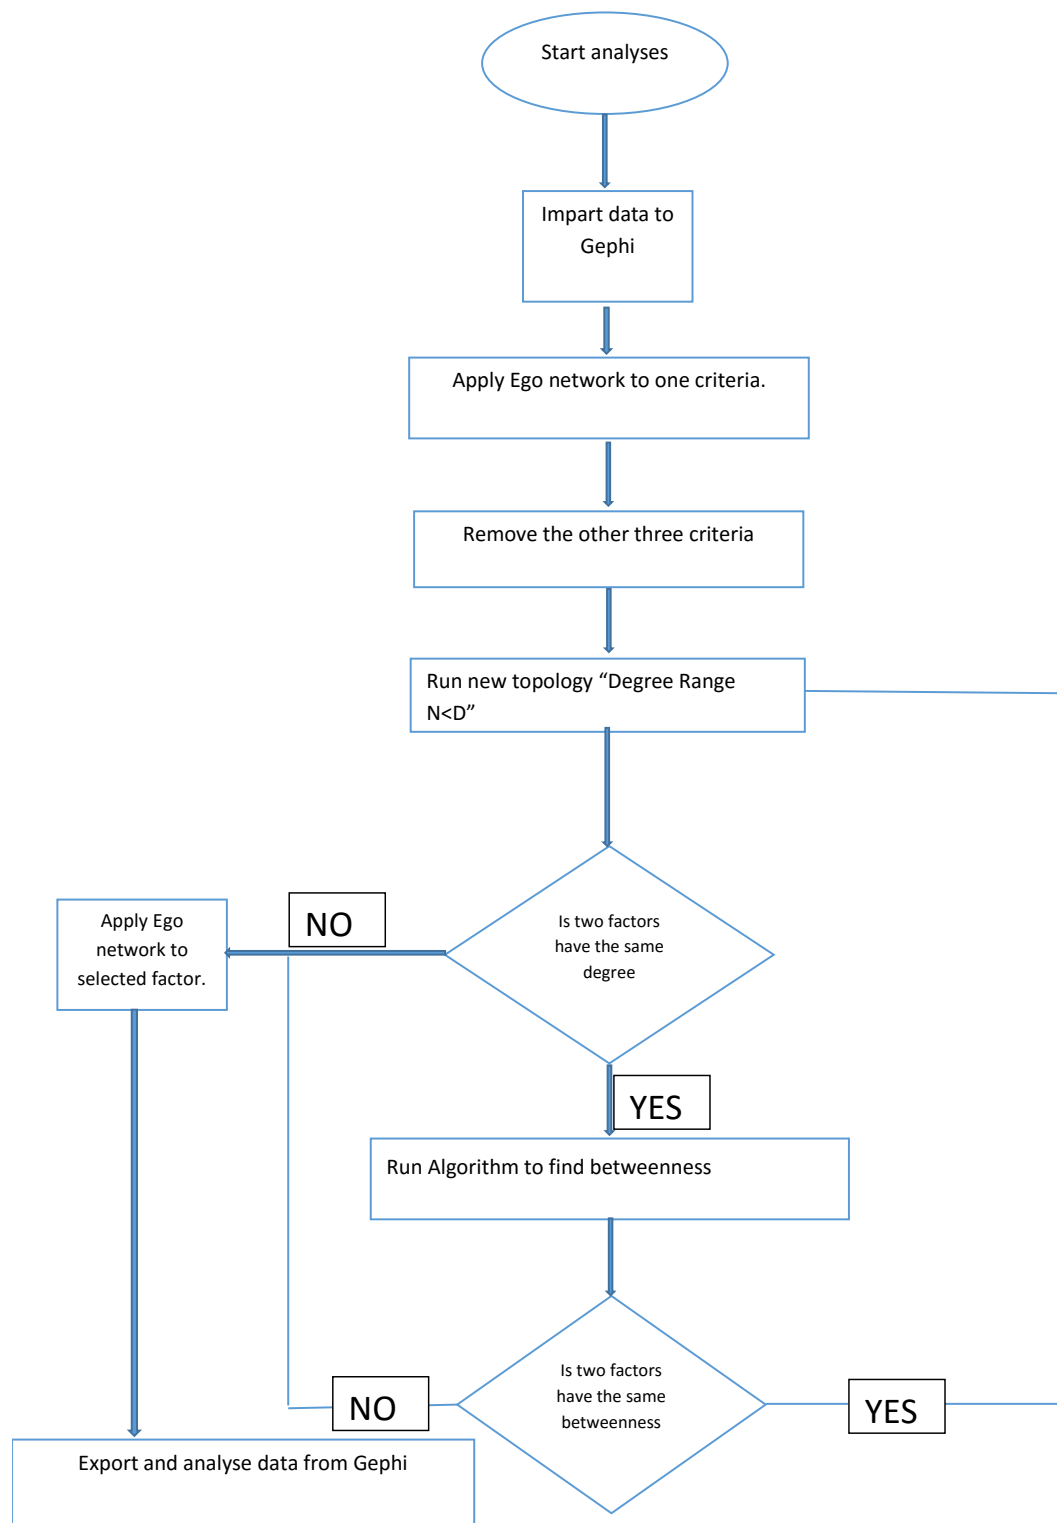 Start analyses
Impart data to
Gephi
Apply Ego network to one criteria.
Remove the other three criteria
Run new topology “Degree Range
N<D”
Is two factors
have the same
degree
NO
Apply Ego
network to
selected factor.
YES
Run Algorithm to find betweenness
Is two factors
have the same
betweenness
NO
YES
Export and analyse data from Gephi